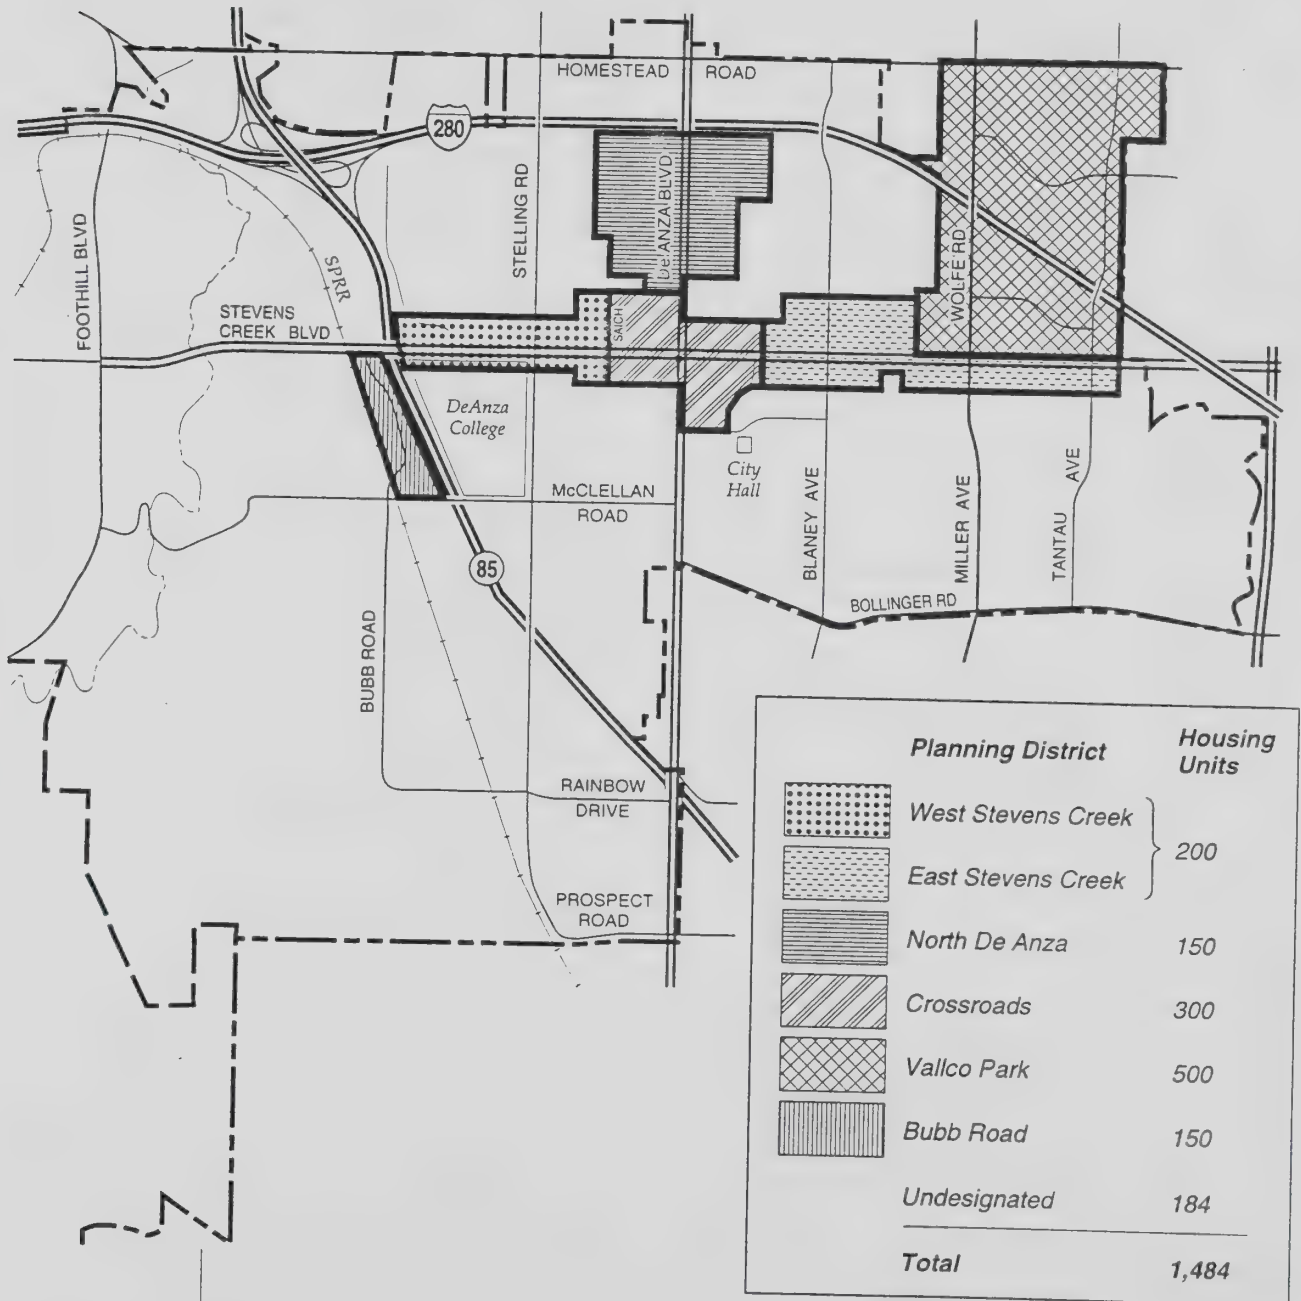 HOMESTEAD ROAD
280
STELLING RD
De ANZA BLVD
FOOTHILL BLVD
SPRR
WOLFE RD
STEVENS
CREEK BLVD
SAICH
DeAnza
College
City
Hall
McCLELLAN
ROAD
BLANEY AVE
MILLER AVE
TANTAU AVE
85
BOLLINGER RD
BUBB ROAD
RAINBOW
DRIVE
PROSPECT
ROAD
Planning District
Housing
Units
West Stevens Creek
East Stevens Creek
200
North De Anza 150
Crossroads 300
Vallco Park 500
Bubb Road 150
Undesignated 184
Total 1,484